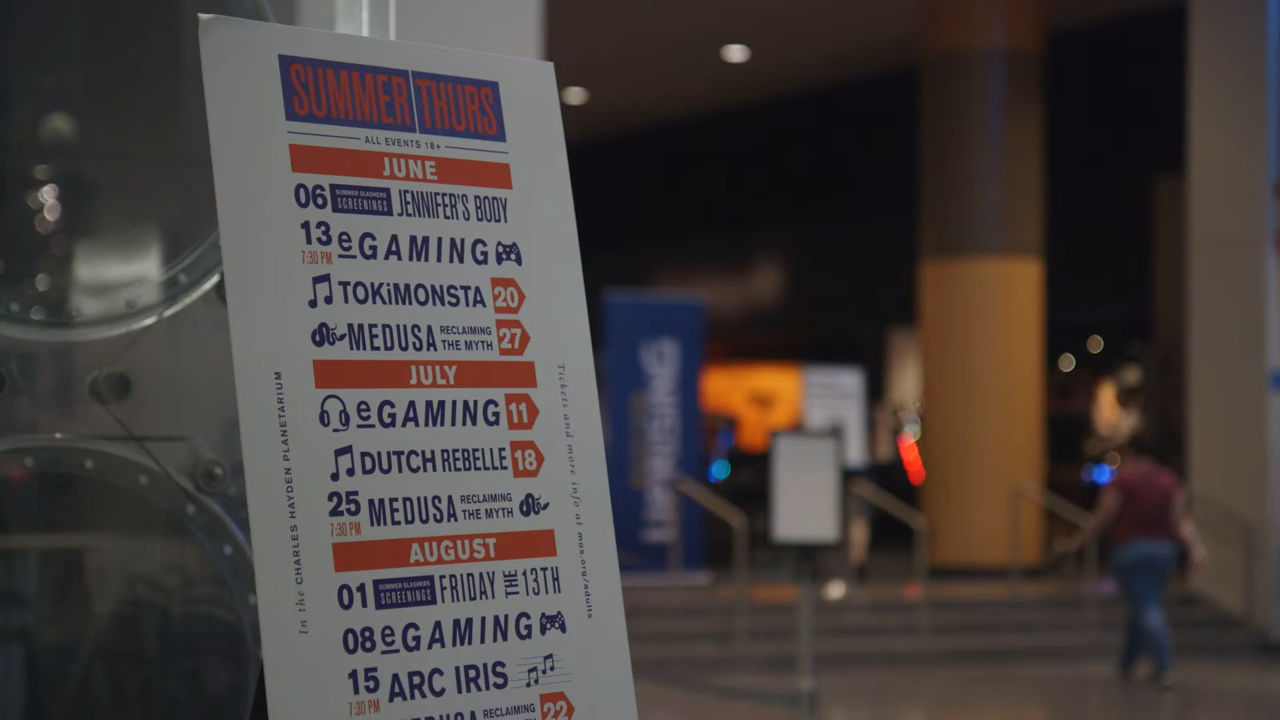 SUMMER THURS
ALL EVENTS 18+
JUNE
06 SUMMER SLASHERS SCREENINGS JENNIFER'S BODY
13 7:30 PM eGAMING
TOKiMONSTA 20
MEDUSA RECLAIMING THE MYTH 27
JULY
eGAMING 11
DUTCH REBELLE 18
25 7:30 PM MEDUSA RECLAIMING THE MYTH
AUGUST
01 SUMMER SLASHERS SCREENINGS FRIDAY THE 13TH
08 eGAMING
15 7:30 PM ARC IRIS
MEDUSA RECLAIMING 22
In the CHARLES HAYDEN PLANETARIUM
Tickets and more info at mos.org/adults